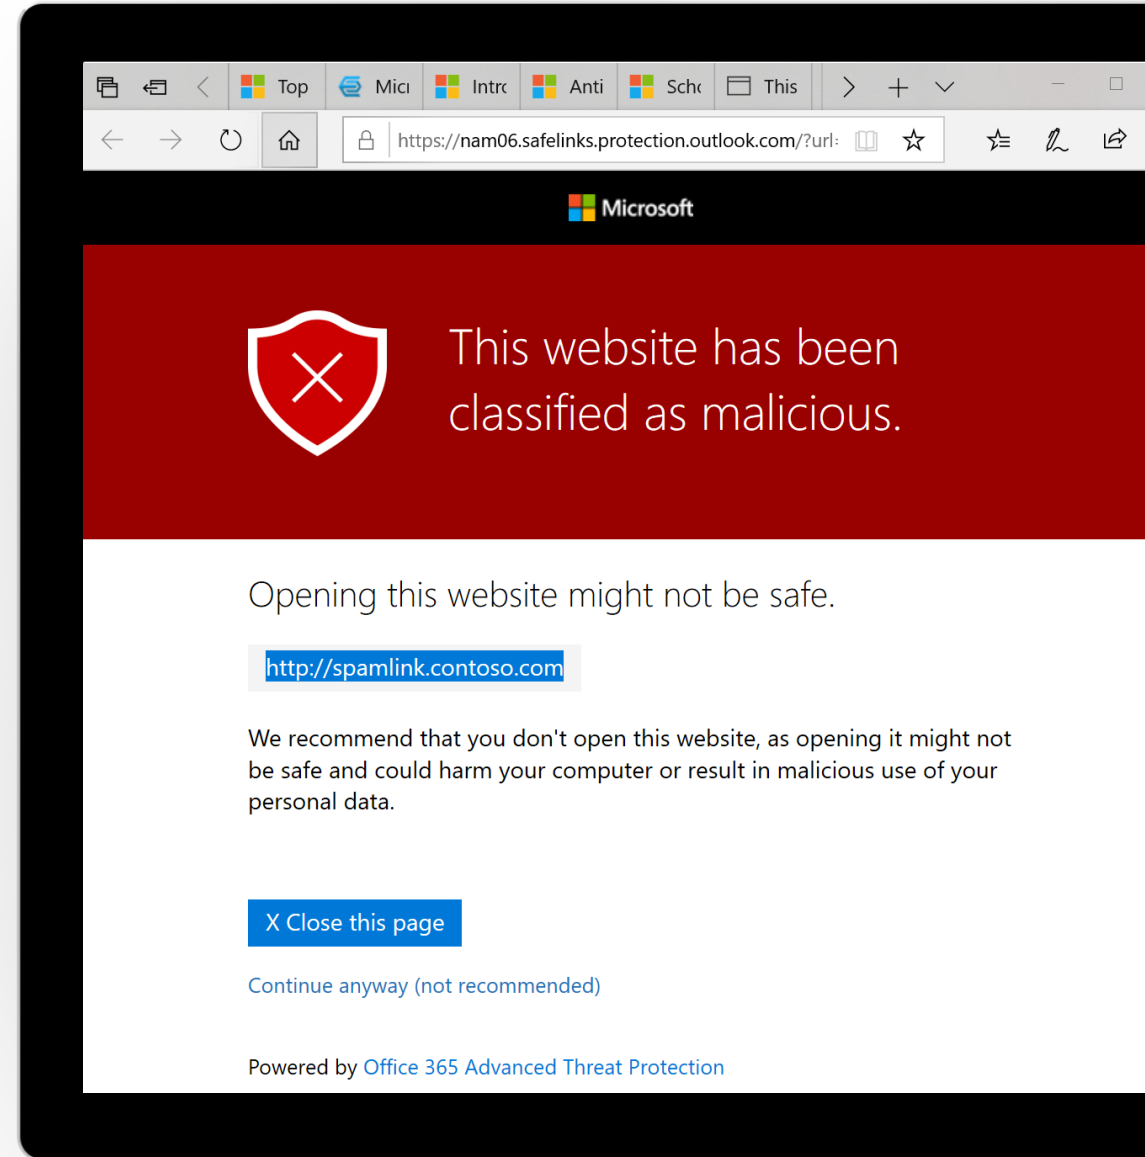 Top
Micr
Intro
Anti
Scho
This
https://nam06.safelinks.protection.outlook.com/?url=
Microsoft
This website has been
classified as malicious.
Opening this website might not be safe.
http://spamlink.contoso.com
We recommend that you don't open this website, as opening it might not
be safe and could harm your computer or result in malicious use of your
personal data.
X Close this page
Continue anyway (not recommended)
Powered by Office 365 Advanced Threat Protection